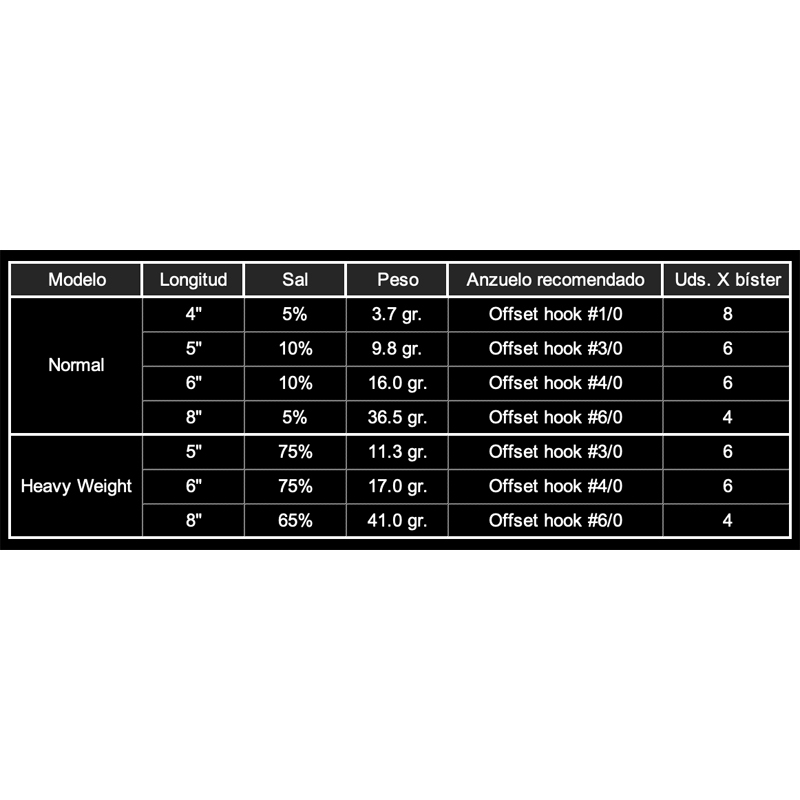 Modelo Longitud Sal Peso Anzuelo recomendado Uds. X bíster
Normal
4" 5% 3.7 gr. Offset hook #1/0 8
5" 10% 9.8 gr. Offset hook #3/0 6
6" 10% 16.0 gr. Offset hook #4/0 6
8" 5% 36.5 gr. Offset hook #6/0 4
Heavy Weight
5" 75% 11.3 gr. Offset hook #3/0 6
6" 75% 17.0 gr. Offset hook #4/0 6
8" 65% 41.0 gr. Offset hook #6/0 4